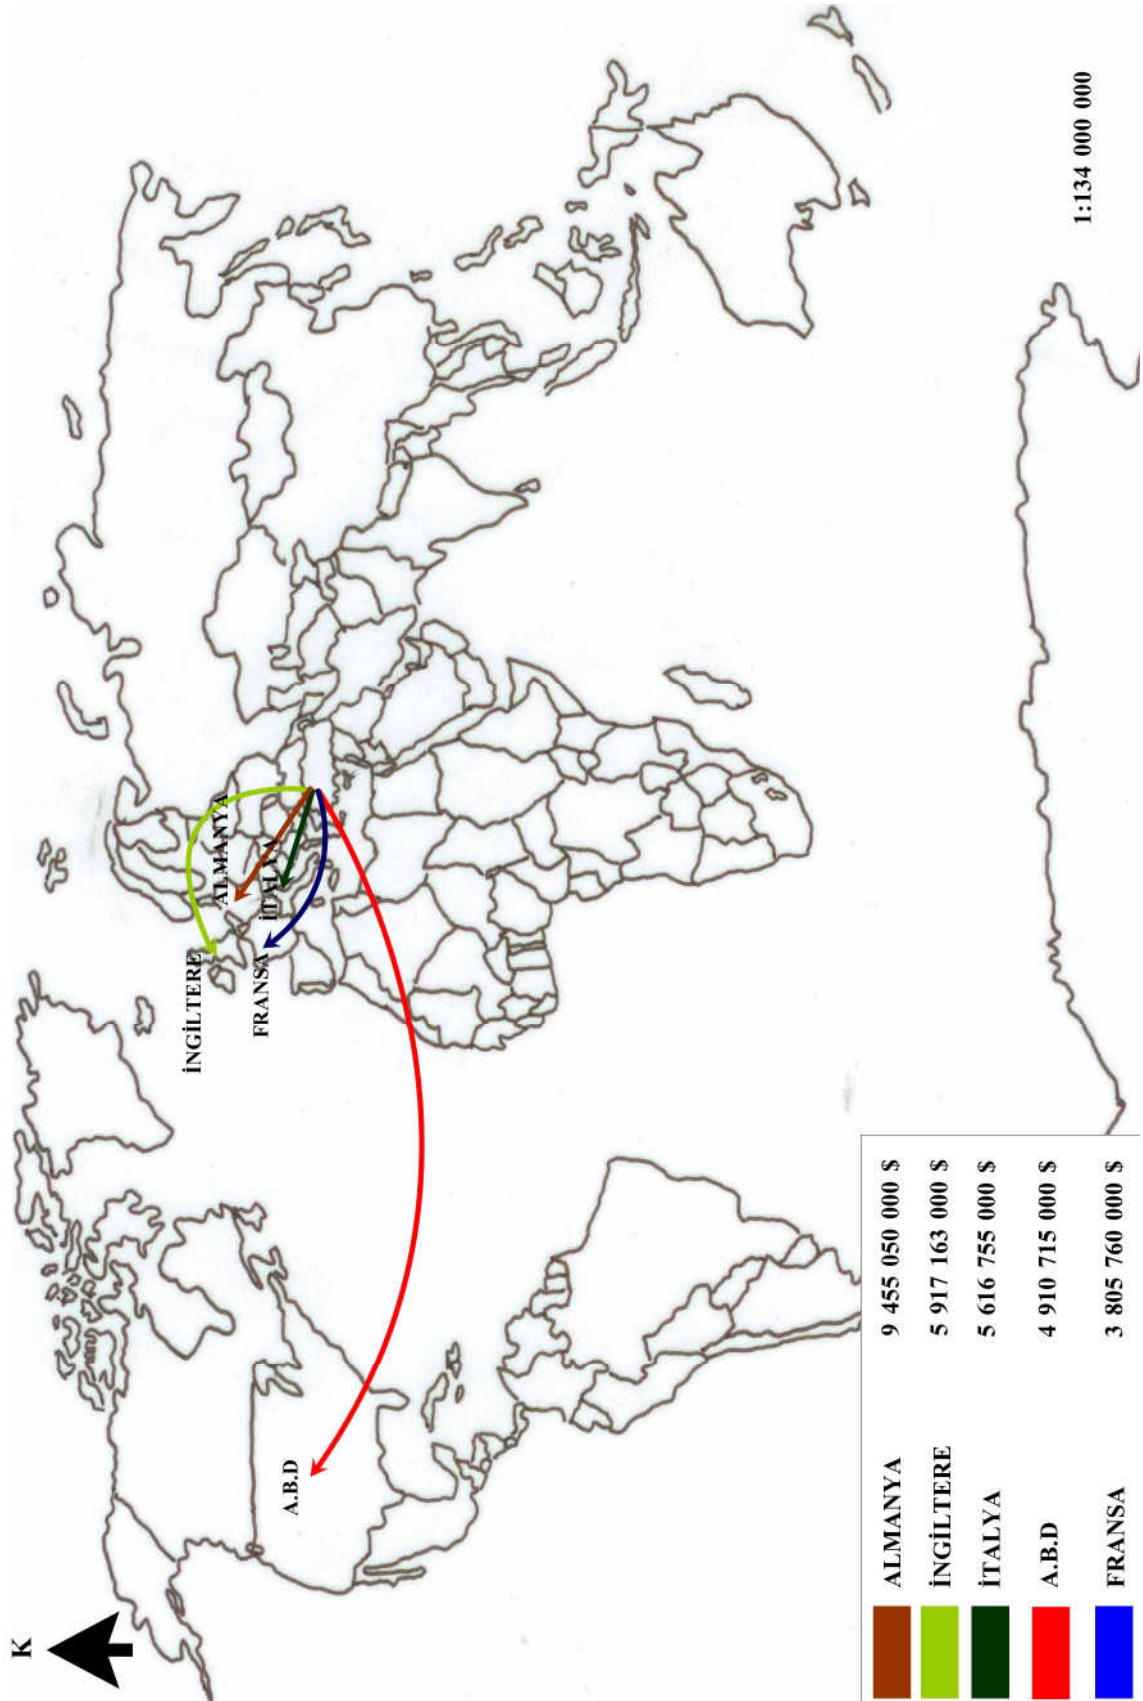 K
İNGİLTERE
ALMANYA
FRANSA
İTALYA
A.B.D
ALMANYA 9 455 050 000 $
İNGİLTERE 5 917 163 000 $
İTALYA 5 616 755 000 $
A.B.D 4 910 715 000 $
FRANSA 3 805 760 000 $
1:134 000 000